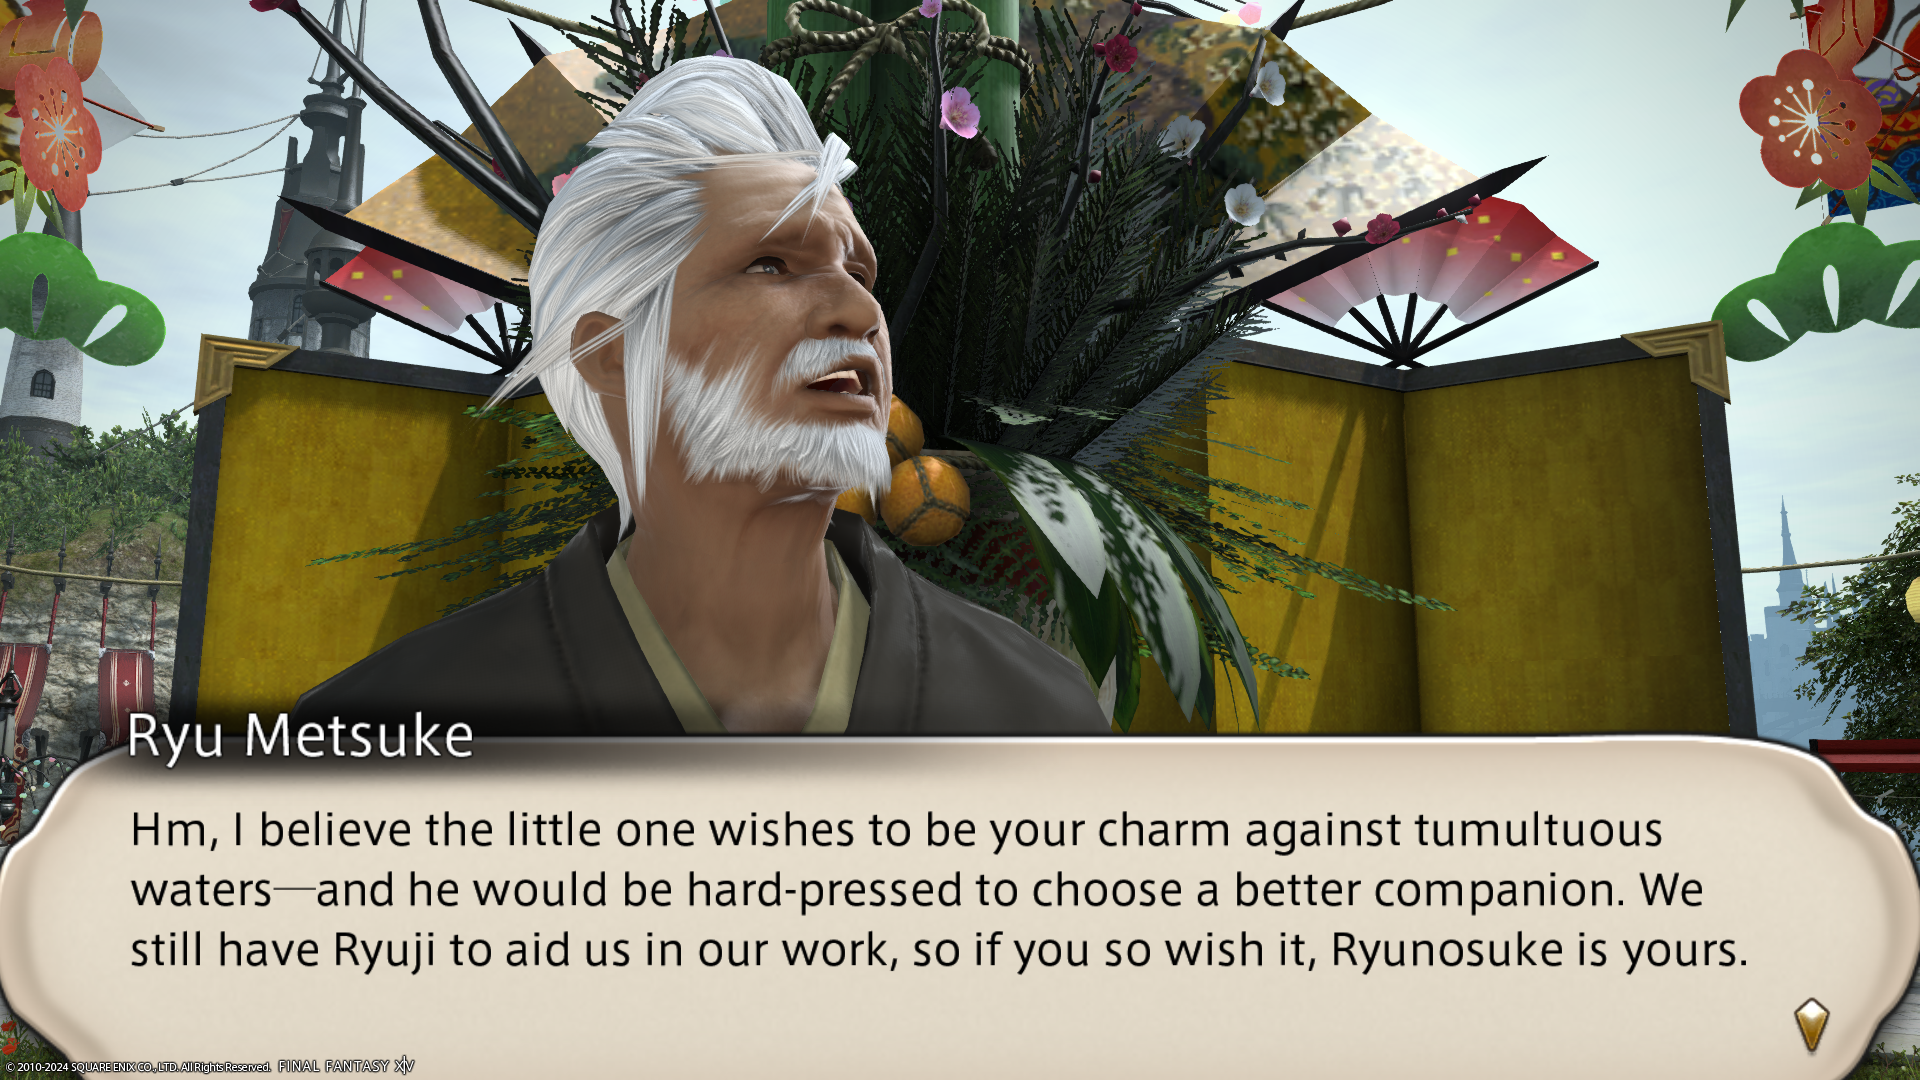 Ryu Metsuke
Hm, I believe the little one wishes to be your charm against tumultuous
waters—and he would be hard-pressed to choose a better companion. We
still have Ryuji to aid us in our work, so if you so wish it, Ryunosuke is yours.
© 2010-2024 SQUARE ENIX CO., LTD. All Rights Reserved. FINAL FANTASY XIV